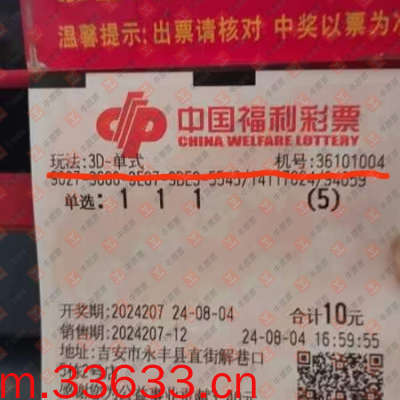 温馨提示:出票请核对 中奖以票为
中国福利彩票
CHINA WELFARE LOTTERY
玩法:3D-单式 机号:36101004
单选: 1 1 1 (5)
开奖期:2024207 24-08-04 合计10元
销售期:2024207-12 24-08-04 16:59:55
地址:吉安市永丰县直街解巷口
m.33633.cn